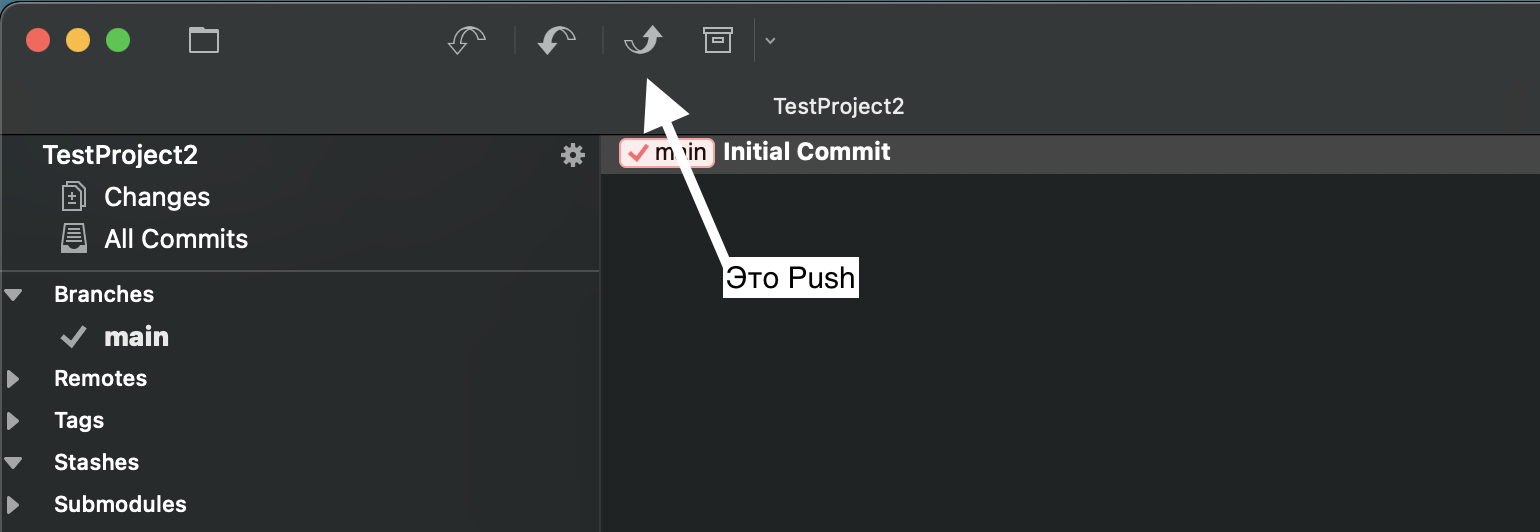 TestProject2
TestProject2
Changes
All Commits
Branches
main
Remotes
Tags
Stashes
Submodules
main Initial Commit
Это Push